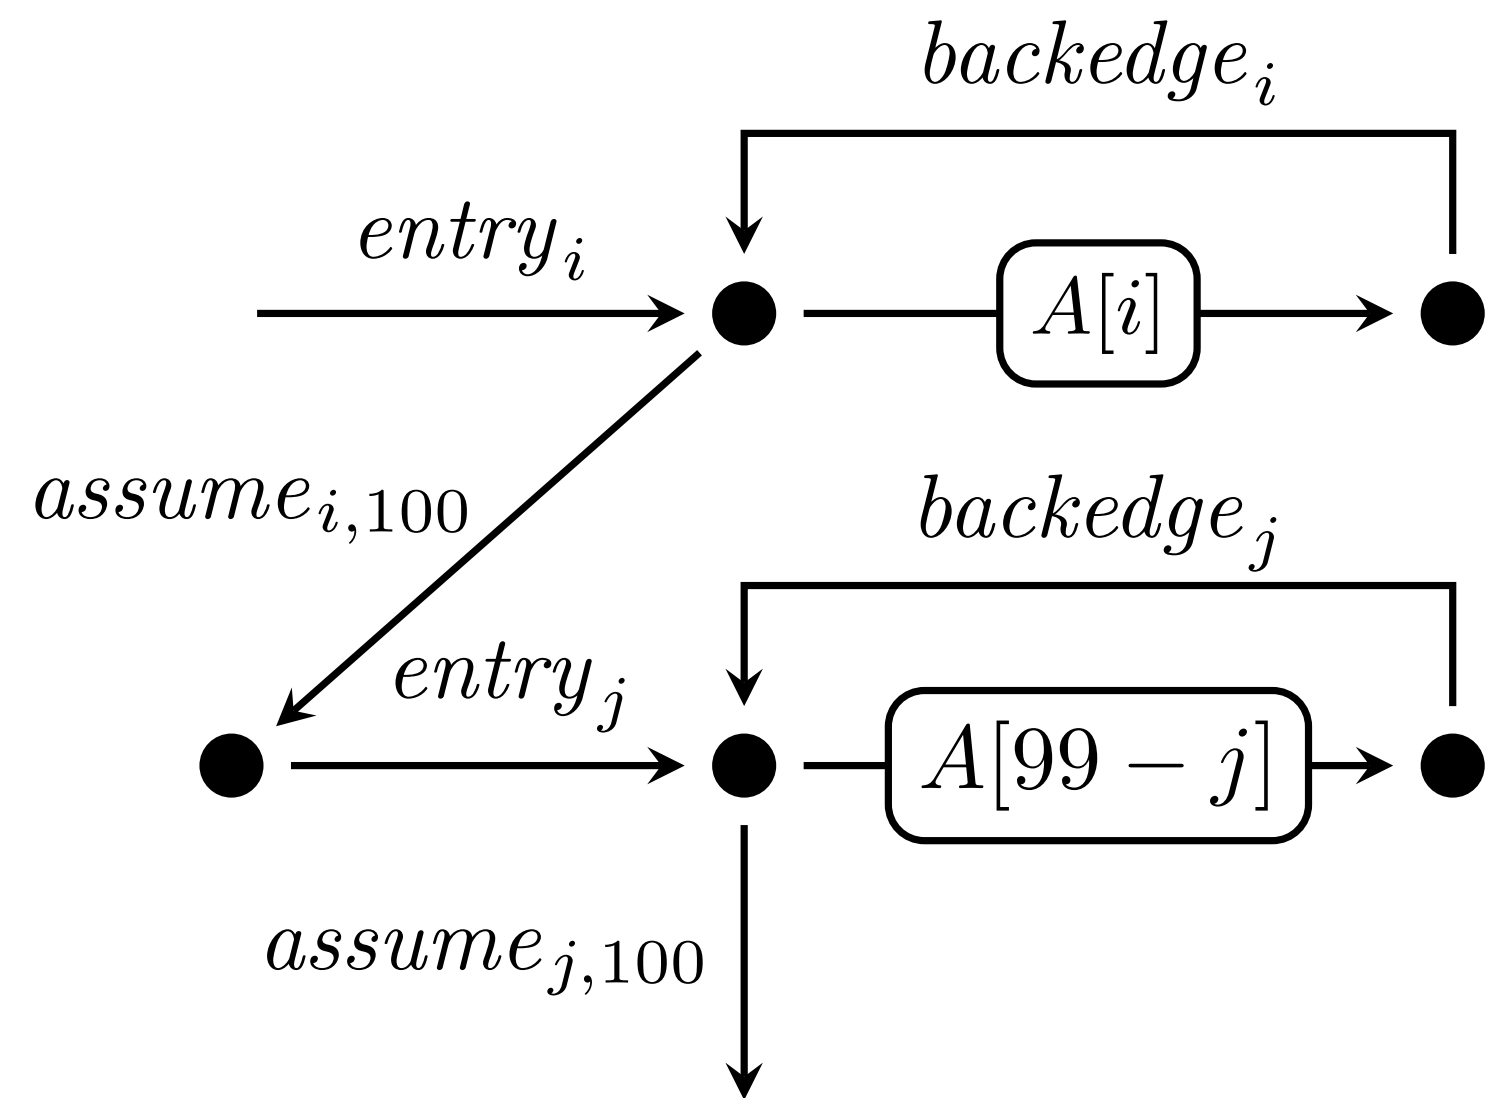 backedge_i
entry_i
A[i]
assume_{i,100}
backedge_j
entry_j
A[99 − j]
assume_{j,100}